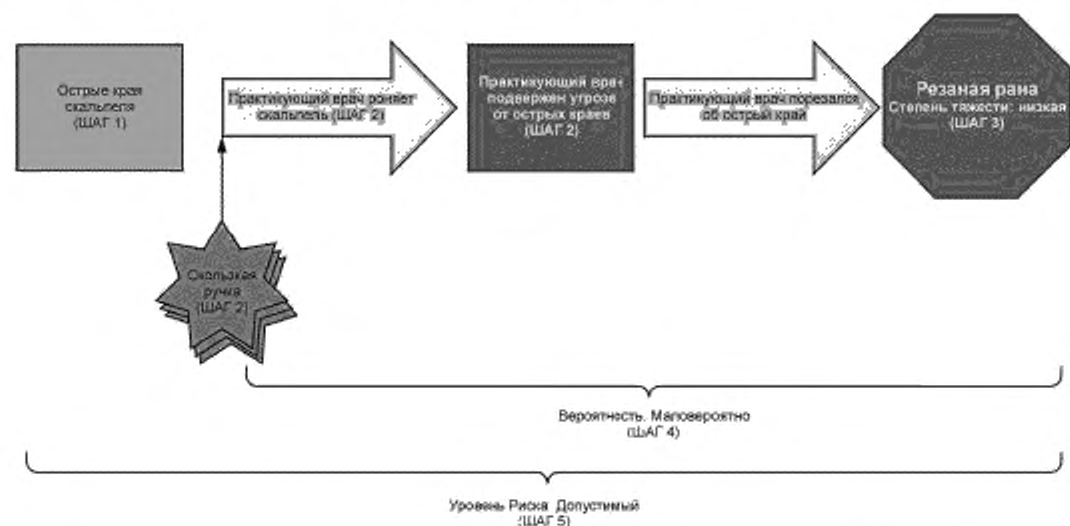 Острые края
скальпеля
(ШАГ 1)
Практикующий врач роняет
скальпель (ШАГ 2)
Практикующий врач
подвержен угрозе
от острых краев
(ШАГ 2)
Практикующий врач порезался
об острый край
Резаная рана
Степень тяжести: низкая
(ШАГ 3)
Скользкая
ручка
(ШАГ 2)
Вероятность. Маловероятно
(ШАГ 4)
Уровень Риска Допустимый
(ШАГ 5)